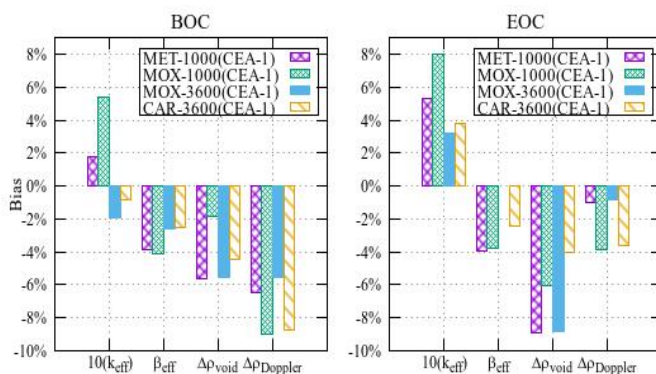 BOC
EOC
8%
6%
4%
2%
0%
-2%
-4%
-6%
-8%
-10%
Bias
MET-1000(CEA-1)
MOX-1000(CEA-1)
MOX-3600(CEA-1)
CAR-3600(CEA-1)
10(keff) βeff Δρvoid ΔρDoppler
8%
6%
4%
2%
0%
-2%
-4%
-6%
-8%
-10%
MET-1000(CEA-1)
MOX-1000(CEA-1)
MOX-3600(CEA-1)
CAR-3600(CEA-1)
10(keff) βeff Δρvoid ΔρDoppler